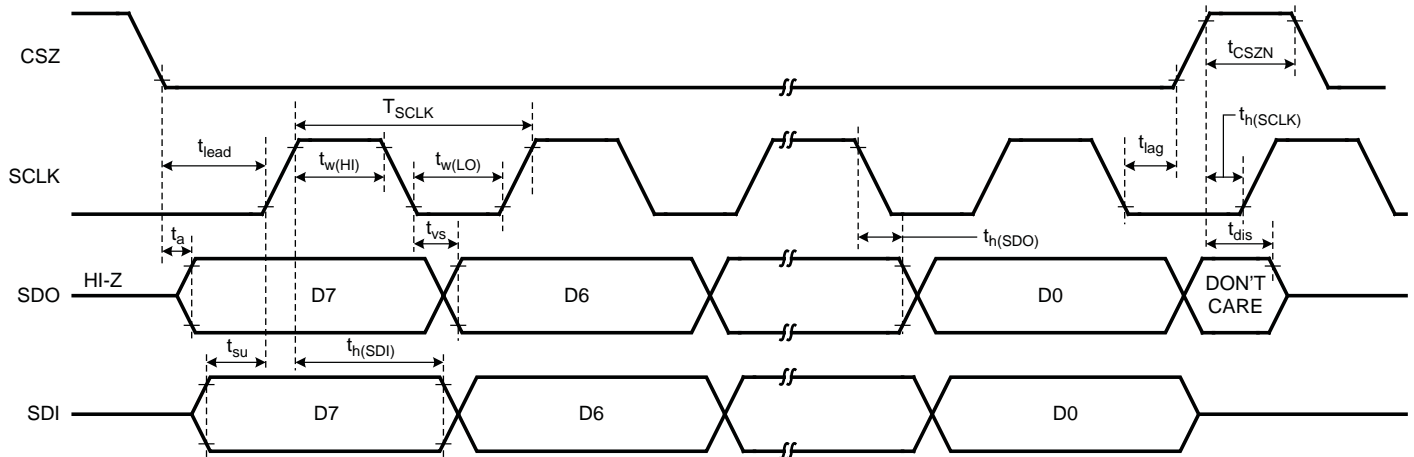 CSZ
t_CSZN
T_SCLK
t_h(SCLK)
t_lead
t_w(HI)
t_w(LO)
t_lag
SCLK
t_a
t_vs
t_h(SDO)
t_dis
HI-Z
SDO
D7
D6
D0
DON'T
CARE
t_su
t_h(SDI)
SDI
D7
D6
D0